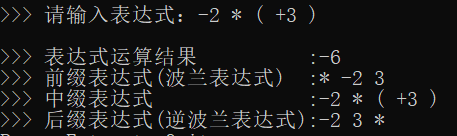 >>> 请输入表达式：-2 * ( +3 )
>>> 表达式运算结果 :-6
>>> 前缀表达式(波兰表达式) :* -2 3
>>> 中缀表达式 :-2 * ( +3 )
>>> 后缀表达式(逆波兰表达式):-2 3 *